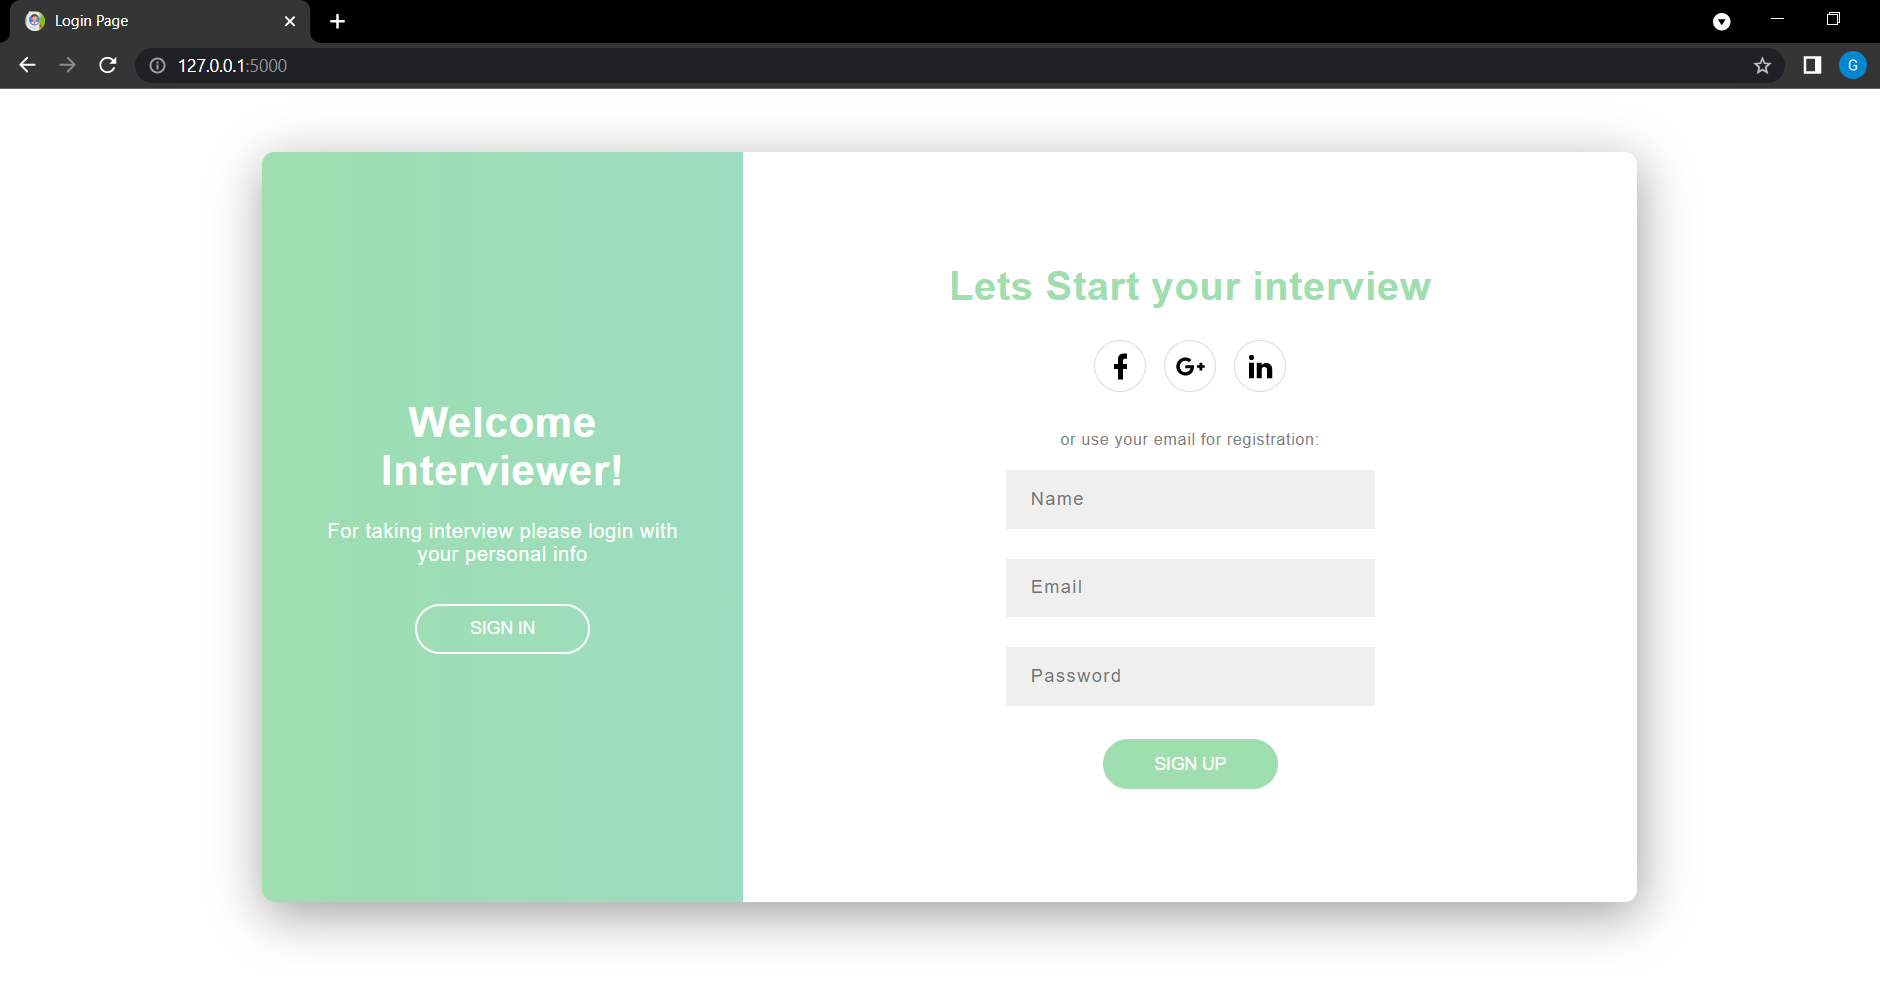 Login Page
127.0.0.1:5000
G
Welcome
Interviewer!
For taking interview please login with
your personal info
SIGN IN
Lets Start your interview
f G+ in
or use your email for registration:
Name
Email
Password
SIGN UP